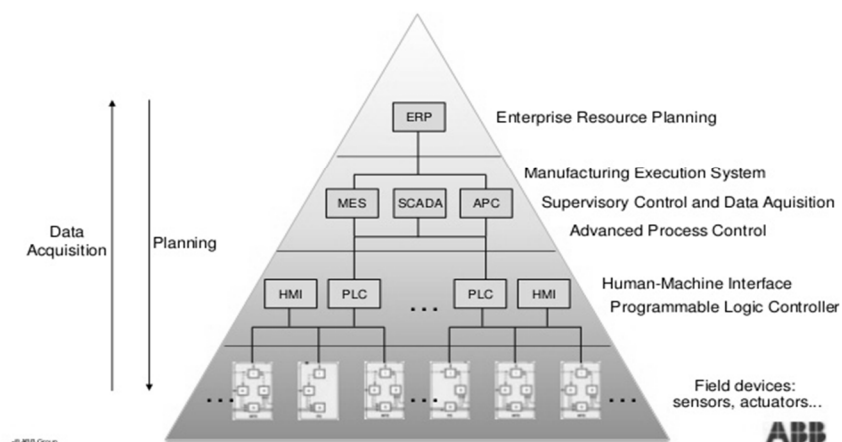 ERP
Enterprise Resource Planning
Manufacturing Execution System
MES
SCADA
APC
Supervisory Control and Data Aquisition
Advanced Process Control
Data
Acquisition
Planning
HMI
PLC
...
PLC
HMI
Human-Machine Interface
Programmable Logic Controller
...
...
...
Field devices:
sensors, actuators...
Group
ABB